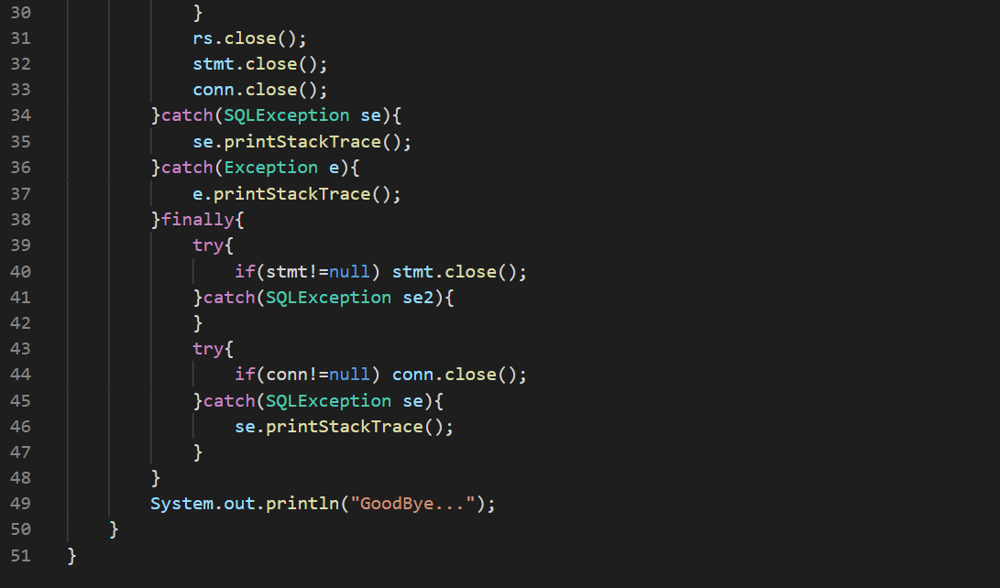 30 }
31 rs.close();
32 stmt.close();
33 conn.close();
34 }catch(SQLException se){
35 se.printStackTrace();
36 }catch(Exception e){
37 e.printStackTrace();
38 }finally{
39 try{
40 if(stmt!=null) stmt.close();
41 }catch(SQLException se2){
42 }
43 try{
44 if(conn!=null) conn.close();
45 }catch(SQLException se){
46 se.printStackTrace();
47 }
48 }
49 System.out.println("GoodBye...");
50 }
51 }